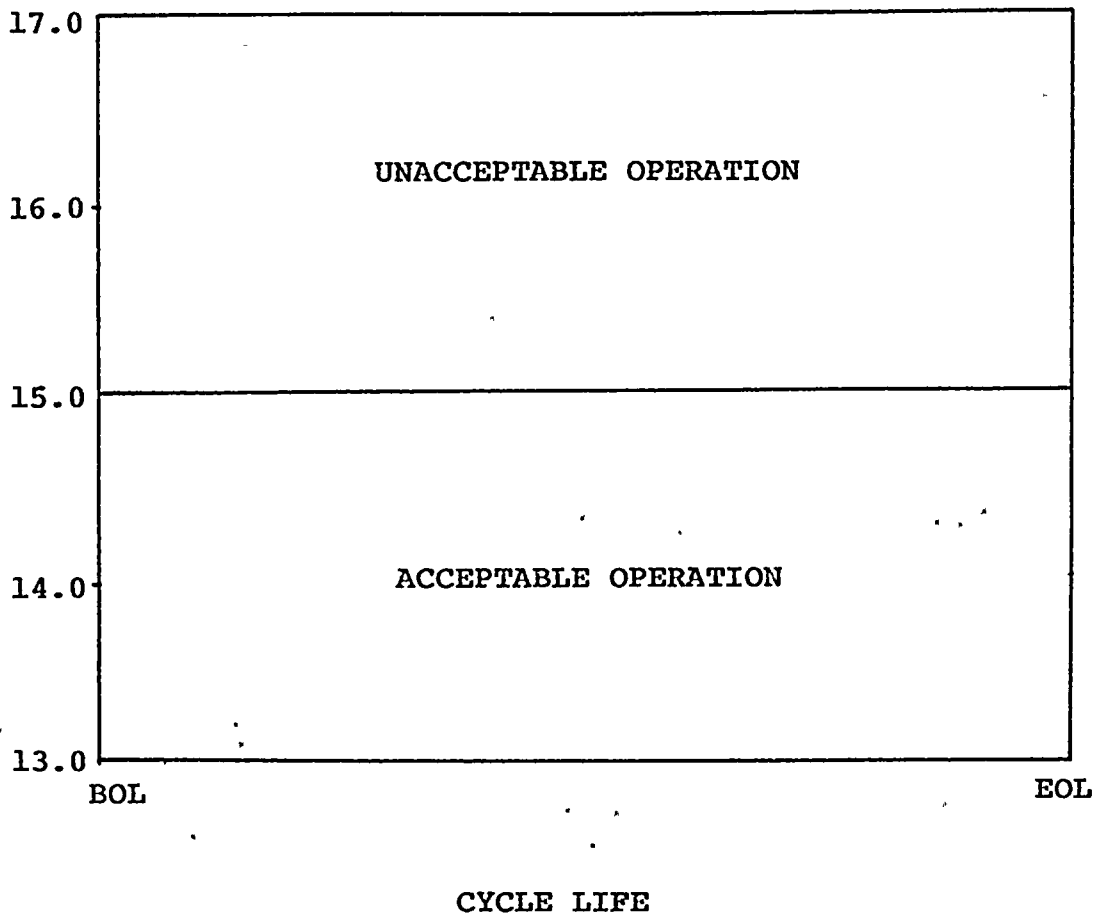 17.0
UNACCEPTABLE OPERATION
16.0
15.0
ACCEPTABLE OPERATION
14.0
13.0
BOL EOL
CYCLE LIFE